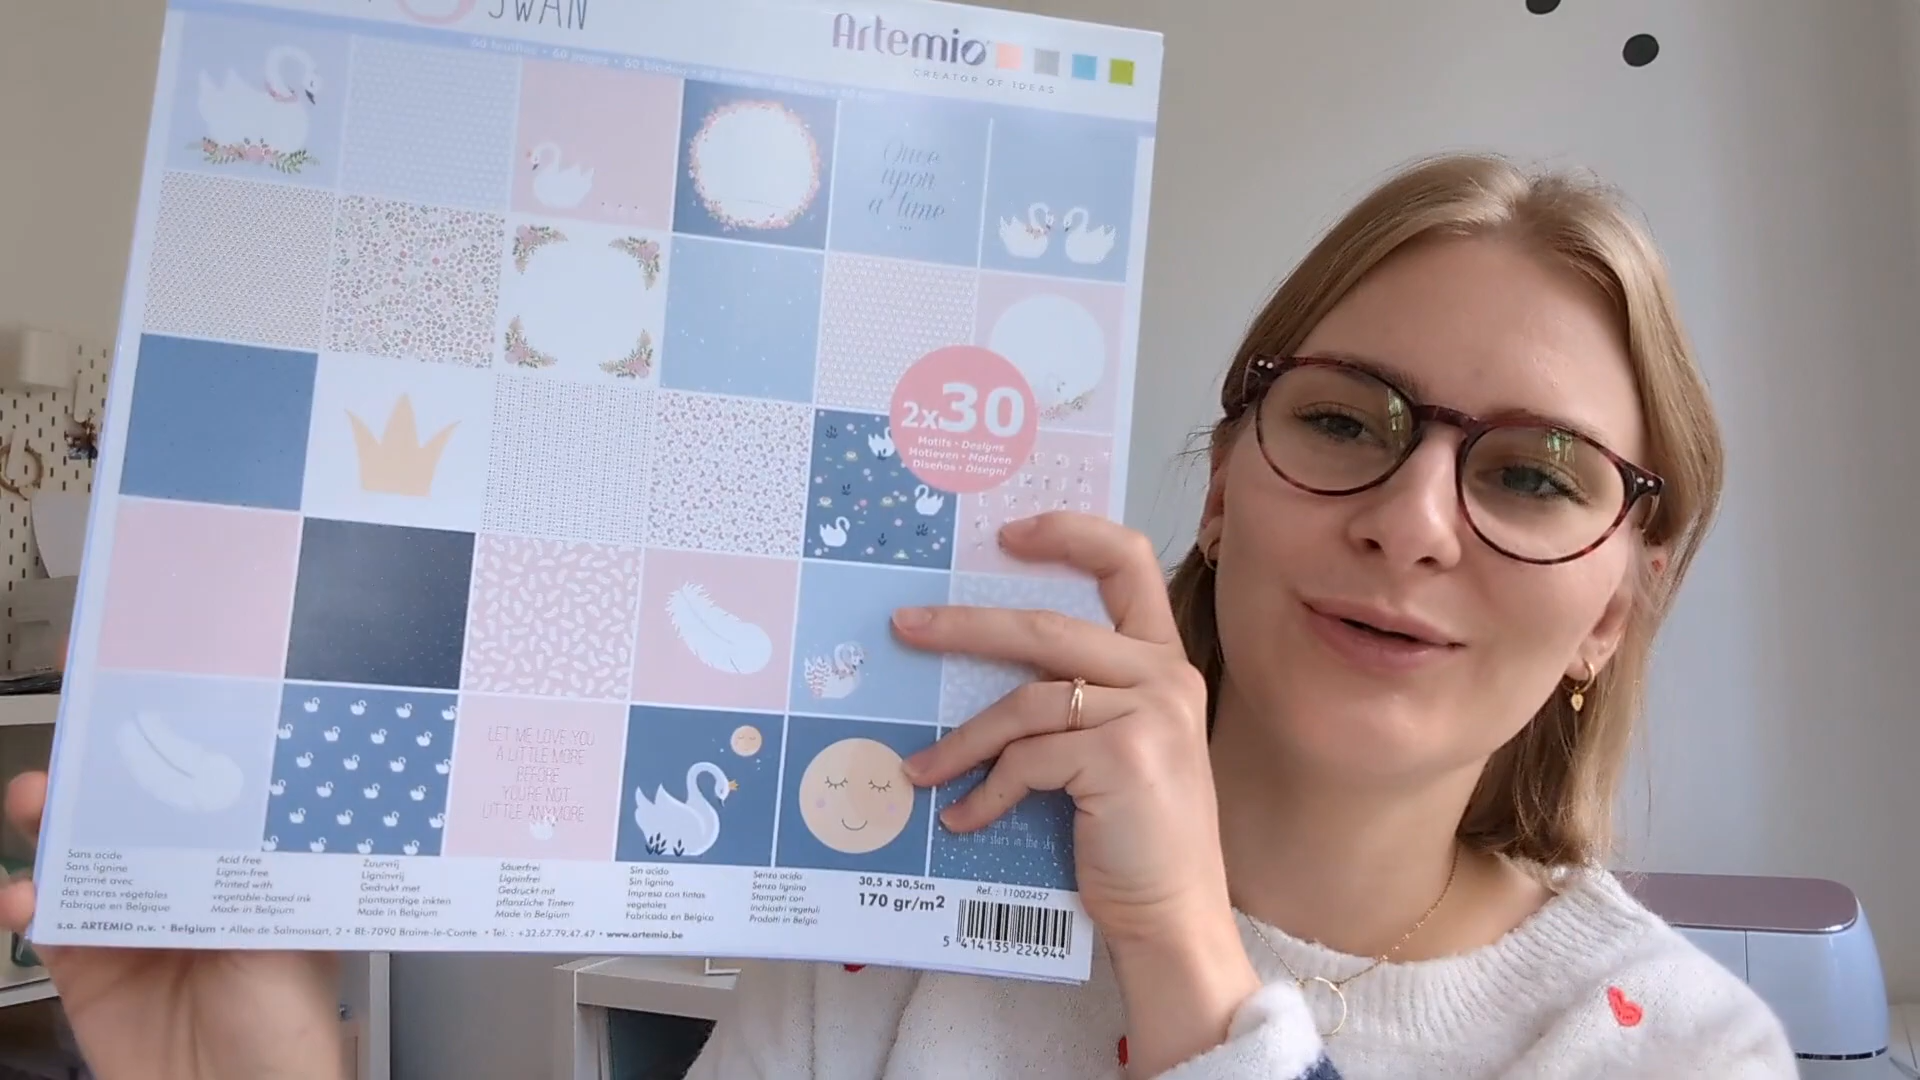 SWAN
Artemio
CREATOR OF IDEAS
Once
upon
a time
...
2x30
Motifs • Designs
Motieven • Motiven
Diseños • Disegni
LET ME LOVE YOU
A LITTLE MORE
BEFORE
YOU'RE NOT
LITTLE ANYMORE
more than
all the stars in the sky
Sans acide
Sans lignine
Imprimé avec
des encres végétales
Fabriqué en Belgique
Acid free
Lignin-free
Printed with
vegetable-based ink
Made in Belgium
Zuurvrij
Ligninvrij
Gedrukt met
plantaardige inkten
Made in Belgium
Säurefrei
Ligninfrei
Gedruckt mit
pflanzliche Tinten
Made in Belgium
Sin acido
Sin lignina
Impresa con tintas
vegetales
Fabricado en Belgica
Senza acido
Senza lignina
Stampati con
inchiostri vegetali
Prodotti in Belgio
30,5 x 30,5cm
170 gr/m2
Ref. : 11002457
5 414135 224944
s.a. ARTEMIO n.v. • Belgium • Allée de Salmonsart, 2 • BE-7090 Braine-le-Comte • Tel. : +32.67.79.47.47 • www.artemio.be